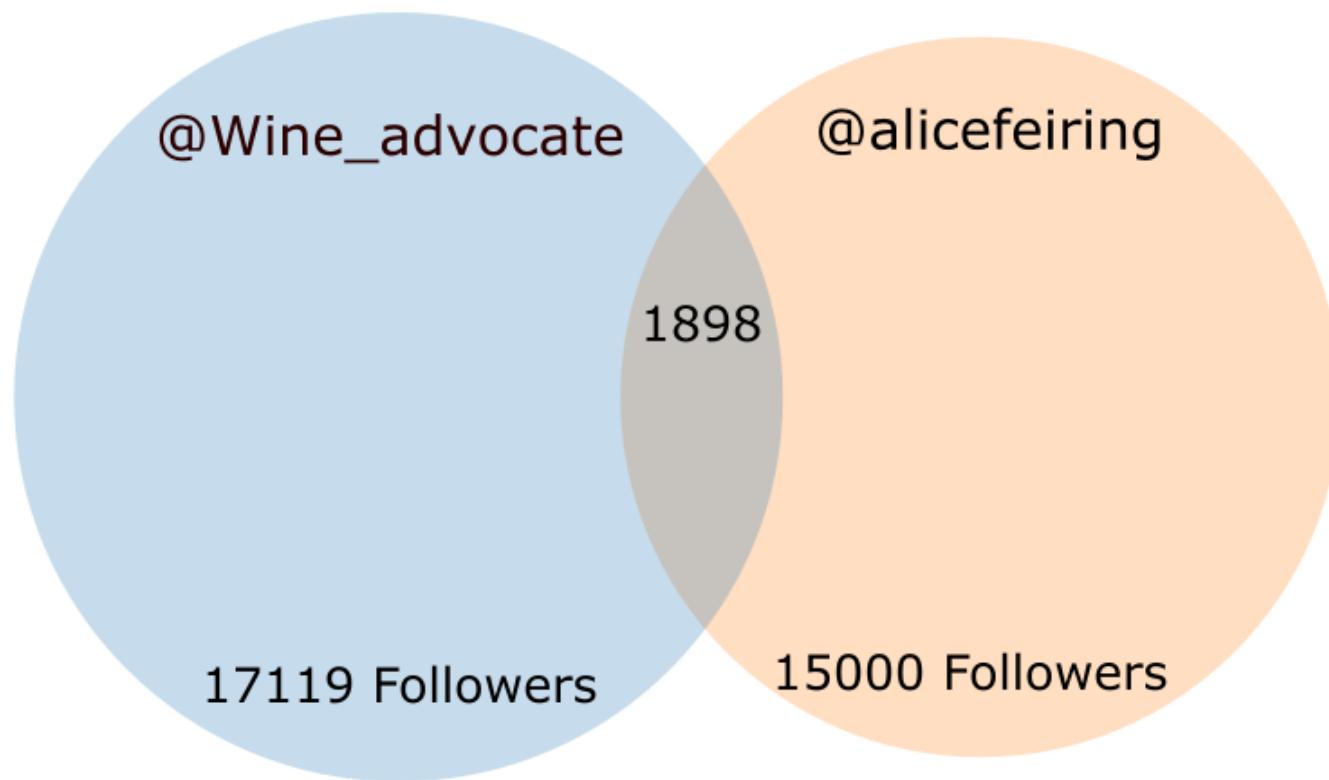 @Wine_advocate
@alicefeiring
1898
17119 Followers
15000 Followers